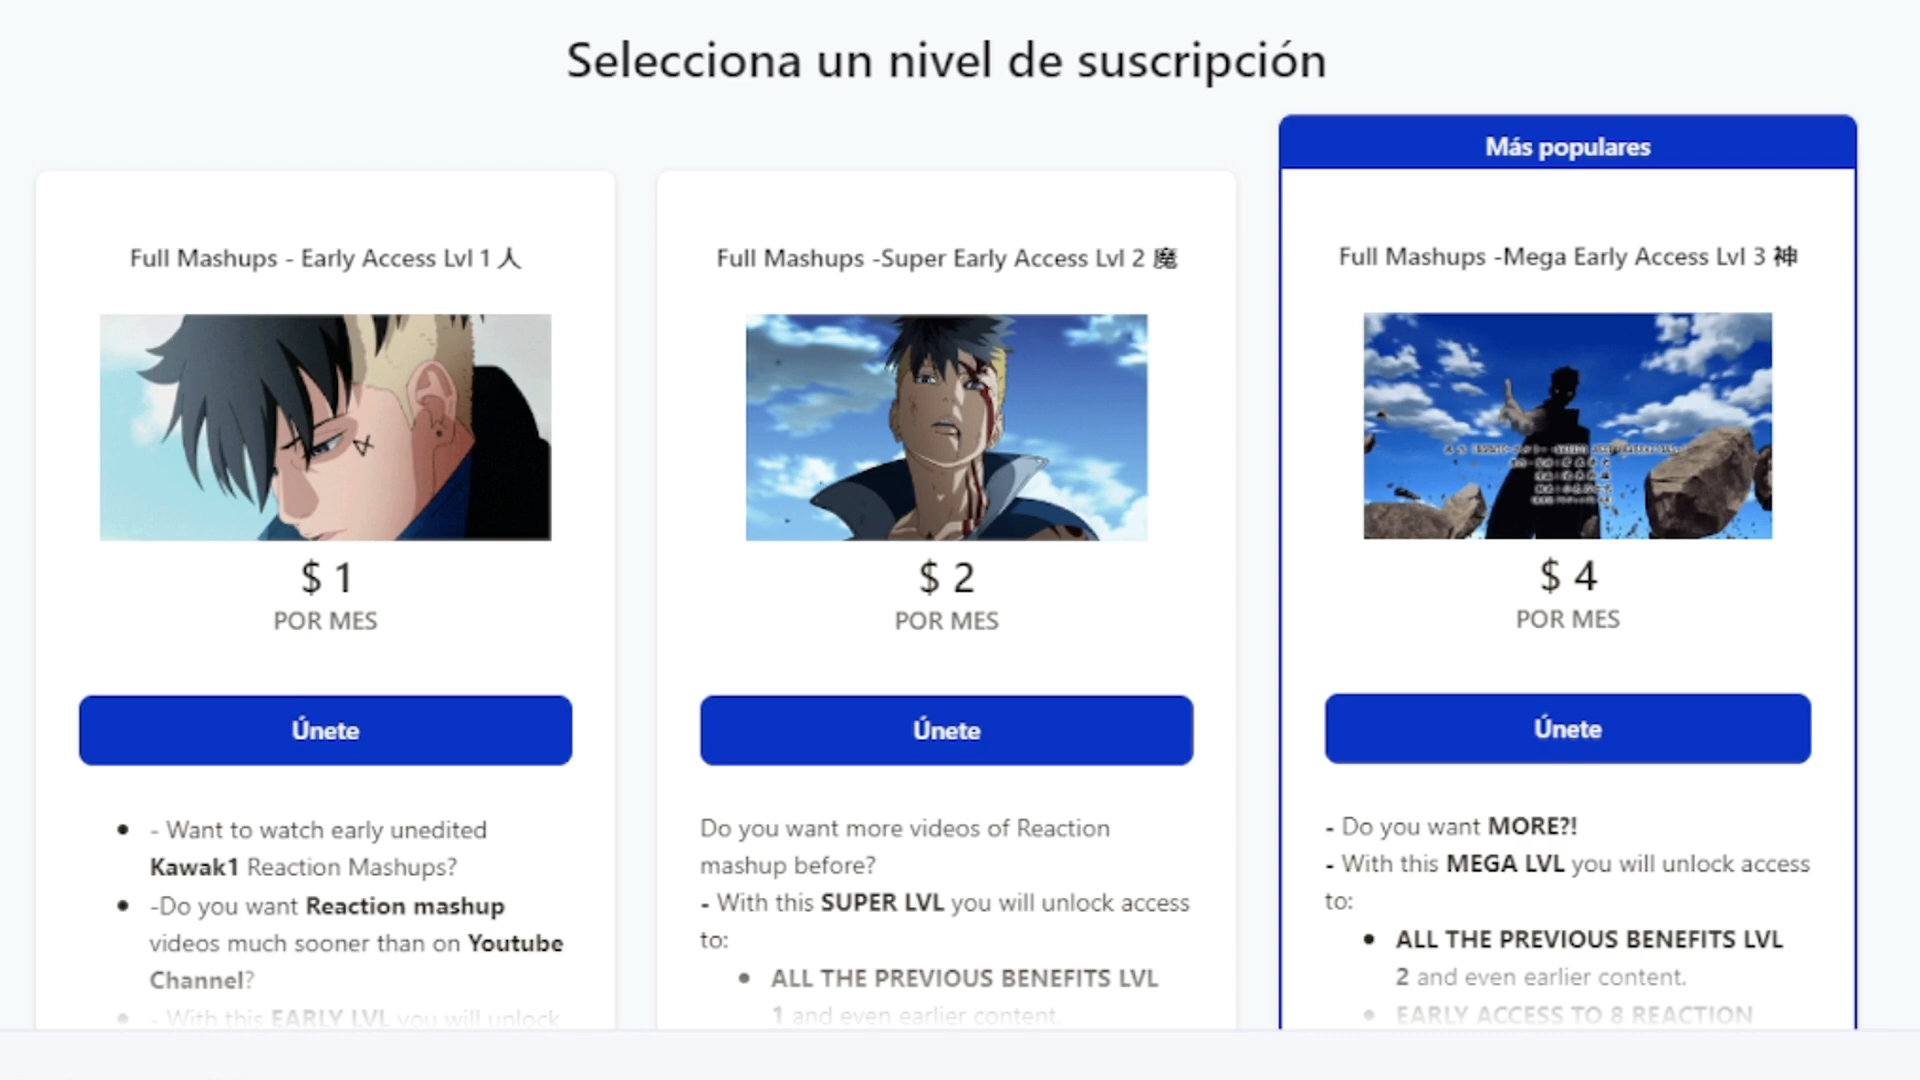 Selecciona un nivel de suscripción
Full Mashups - Early Access Lvl 1 人
$ 1
POR MES
Únete
- Want to watch early unedited
Kawak1 Reaction Mashups?
-Do you want Reaction mashup
videos much sooner than on Youtube
Channel?
- With this EARLY LVL you will unlock
Full Mashups -Super Early Access Lvl 2 魔
$ 2
POR MES
Únete
Do you want more videos of Reaction
mashup before?
- With this SUPER LVL you will unlock access
to:
ALL THE PREVIOUS BENEFITS LVL
1 and even earlier content.
Más populares
Full Mashups -Mega Early Access Lvl 3 神
$ 4
POR MES
Únete
- Do you want MORE?!
- With this MEGA LVL you will unlock access
to:
ALL THE PREVIOUS BENEFITS LVL
2 and even earlier content.
EARLY ACCESS TO 8 REACTION